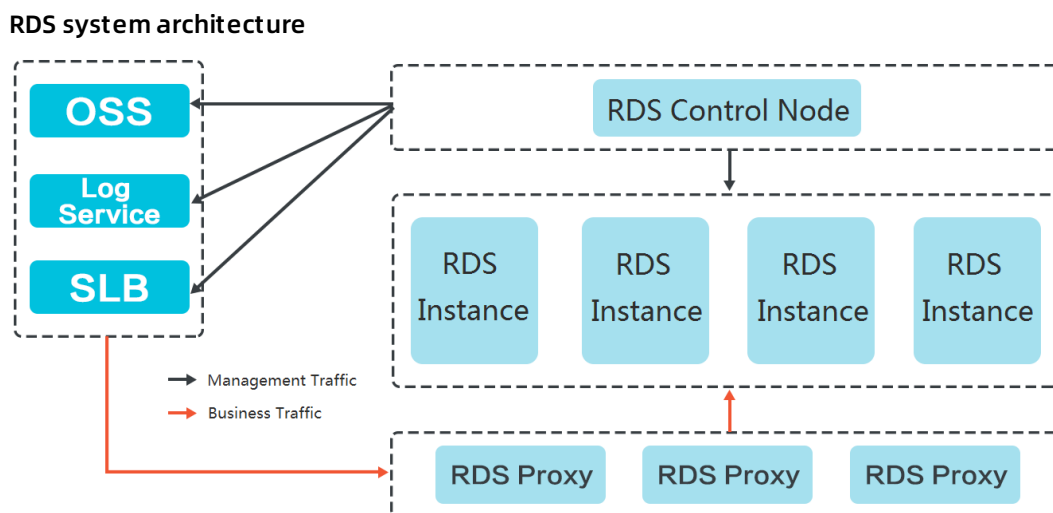 RDS system architecture
OSS
Log
Service
SLB
RDS Control Node
RDS
Instance
RDS
Instance
RDS
Instance
RDS
Instance
Management Traffic
Business Traffic
RDS Proxy
RDS Proxy
RDS Proxy